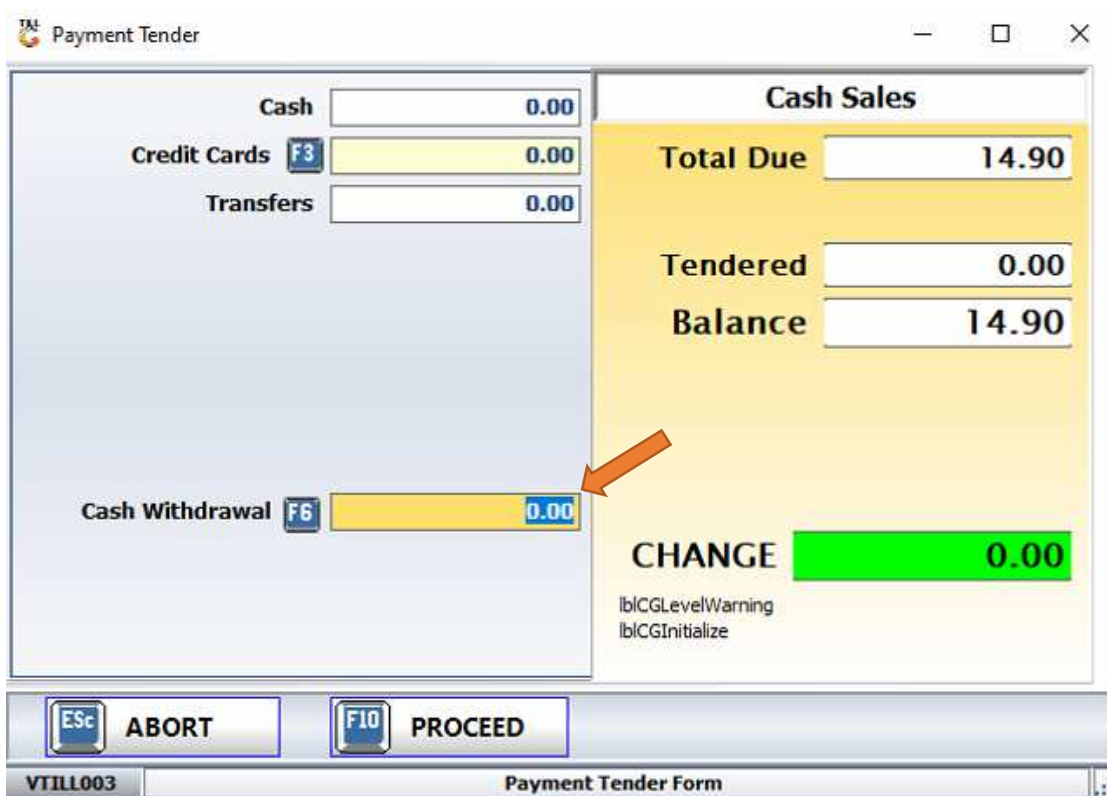 Payment Tender
Cash 0.00
Credit Cards F3 0.00
Transfers 0.00
Cash Withdrawal F6 0.00
Cash Sales
Total Due 14.90
Tendered 0.00
Balance 14.90
CHANGE 0.00
lblCGLevelWarning
lblCGInitialize
ESc ABORT F10 PROCEED
VTILL003 Payment Tender Form